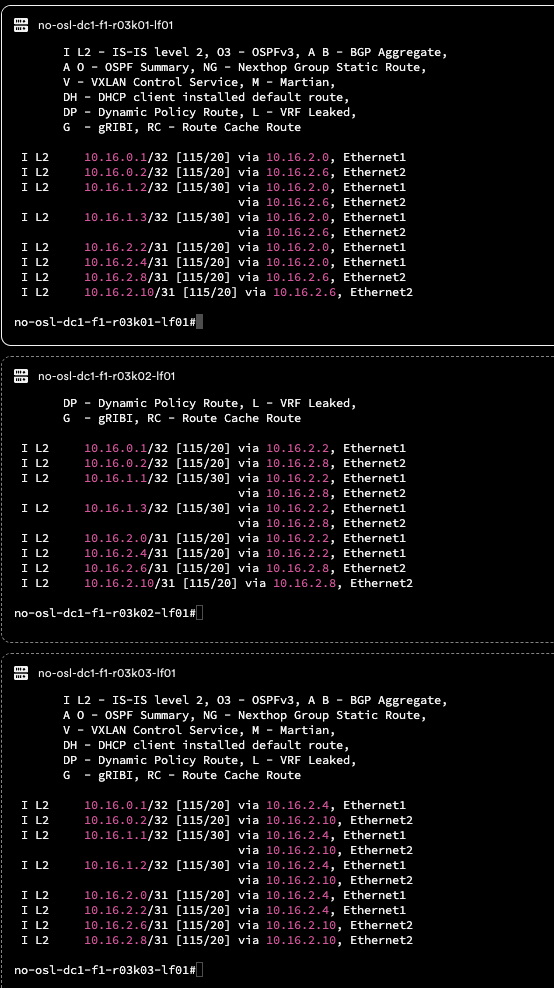 no-osl-dc1-f1-r03k01-lf01
I L2 - IS-IS level 2, O3 - OSPFv3, A B - BGP Aggregate,
A O - OSPF Summary, NG - Nexthop Group Static Route,
V - VXLAN Control Service, M - Martian,
DH - DHCP client installed default route,
DP - Dynamic Policy Route, L - VRF Leaked,
G  - gRIBI, RC - Route Cache Route
I L2     10.16.0.1/32 [115/20] via 10.16.2.0, Ethernet1
I L2     10.16.0.2/32 [115/20] via 10.16.2.6, Ethernet2
I L2     10.16.1.2/32 [115/30] via 10.16.2.0, Ethernet1
via 10.16.2.6, Ethernet2
I L2     10.16.1.3/32 [115/30] via 10.16.2.0, Ethernet1
via 10.16.2.6, Ethernet2
I L2     10.16.2.2/31 [115/20] via 10.16.2.0, Ethernet1
I L2     10.16.2.4/31 [115/20] via 10.16.2.0, Ethernet1
I L2     10.16.2.8/31 [115/20] via 10.16.2.6, Ethernet2
I L2     10.16.2.10/31 [115/20] via 10.16.2.6, Ethernet2
no-osl-dc1-f1-r03k01-lf01#
no-osl-dc1-f1-r03k02-lf01
DP - Dynamic Policy Route, L - VRF Leaked,
G  - gRIBI, RC - Route Cache Route
I L2     10.16.0.1/32 [115/20] via 10.16.2.2, Ethernet1
I L2     10.16.0.2/32 [115/20] via 10.16.2.8, Ethernet2
I L2     10.16.1.1/32 [115/30] via 10.16.2.2, Ethernet1
via 10.16.2.8, Ethernet2
I L2     10.16.1.3/32 [115/30] via 10.16.2.2, Ethernet1
via 10.16.2.8, Ethernet2
I L2     10.16.2.0/31 [115/20] via 10.16.2.2, Ethernet1
I L2     10.16.2.4/31 [115/20] via 10.16.2.2, Ethernet1
I L2     10.16.2.6/31 [115/20] via 10.16.2.8, Ethernet2
I L2     10.16.2.10/31 [115/20] via 10.16.2.8, Ethernet2
no-osl-dc1-f1-r03k02-lf01#
no-osl-dc1-f1-r03k03-lf01
I L2 - IS-IS level 2, O3 - OSPFv3, A B - BGP Aggregate,
A O - OSPF Summary, NG - Nexthop Group Static Route,
V - VXLAN Control Service, M - Martian,
DH - DHCP client installed default route,
DP - Dynamic Policy Route, L - VRF Leaked,
G  - gRIBI, RC - Route Cache Route
I L2     10.16.0.1/32 [115/20] via 10.16.2.4, Ethernet1
I L2     10.16.0.2/32 [115/20] via 10.16.2.10, Ethernet2
I L2     10.16.1.1/32 [115/30] via 10.16.2.4, Ethernet1
via 10.16.2.10, Ethernet2
I L2     10.16.1.2/32 [115/30] via 10.16.2.4, Ethernet1
via 10.16.2.10, Ethernet2
I L2     10.16.2.0/31 [115/20] via 10.16.2.4, Ethernet1
I L2     10.16.2.2/31 [115/20] via 10.16.2.4, Ethernet1
I L2     10.16.2.6/31 [115/20] via 10.16.2.10, Ethernet2
I L2     10.16.2.8/31 [115/20] via 10.16.2.10, Ethernet2
no-osl-dc1-f1-r03k03-lf01#